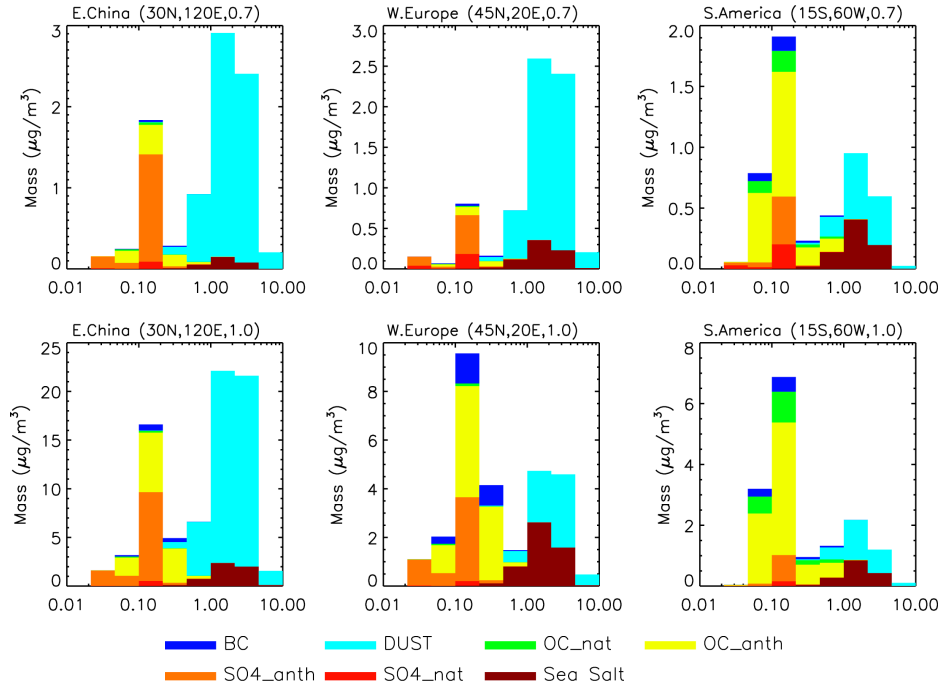 E.China (30N,120E,0.7) W.Europe (45N,20E,0.7) S.America (15S,60W,0.7)
Mass (μg/m³) Mass (μg/m³) Mass (μg/m³)
3 3.0 2.0
2.5
2 2.0 1.5
1.5 1.0
1 1.0 0.5
0.5
0 0.0 0.0
0.01 0.10 1.00 10.00 0.01 0.10 1.00 10.00 0.01 0.10 1.00 10.00
E.China (30N,120E,1.0) W.Europe (45N,20E,1.0) S.America (15S,60W,1.0)
Mass (μg/m³) Mass (μg/m³) Mass (μg/m³)
25 10 8
20 8 6
15 6
10 4 4
5 2 2
0 0 0
0.01 0.10 1.00 10.00 0.01 0.10 1.00 10.00 0.01 0.10 1.00 10.00
BC DUST OC_nat OC_anth
SO4_anth SO4_nat Sea Salt